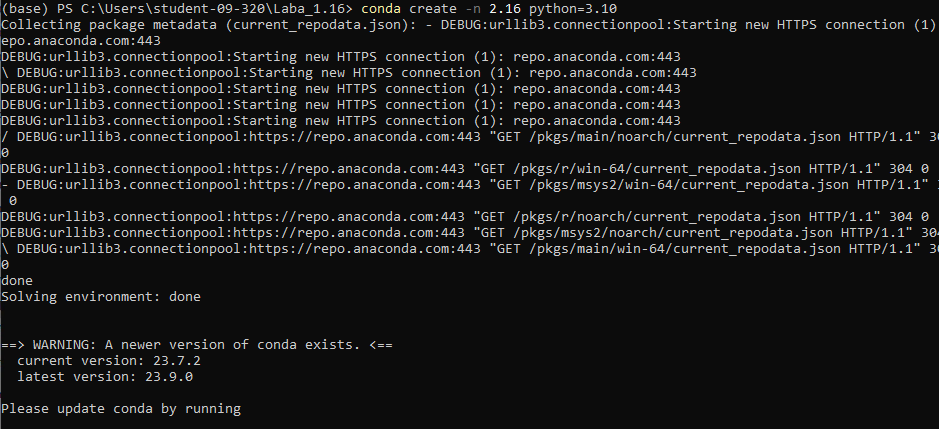 (base) PS C:\Users\student-09-320\Laba_1.16> conda create -n 2.16 python=3.10
Collecting package metadata (current_repodata.json): - DEBUG:urllib3.connectionpool:Starting new HTTPS connection (1)
epo.anaconda.com:443
DEBUG:urllib3.connectionpool:Starting new HTTPS connection (1): repo.anaconda.com:443
\ DEBUG:urllib3.connectionpool:Starting new HTTPS connection (1): repo.anaconda.com:443
DEBUG:urllib3.connectionpool:Starting new HTTPS connection (1): repo.anaconda.com:443
DEBUG:urllib3.connectionpool:Starting new HTTPS connection (1): repo.anaconda.com:443
DEBUG:urllib3.connectionpool:Starting new HTTPS connection (1): repo.anaconda.com:443
/ DEBUG:urllib3.connectionpool:https://repo.anaconda.com:443 "GET /pkgs/main/noarch/current_repodata.json HTTP/1.1" 30
0
DEBUG:urllib3.connectionpool:https://repo.anaconda.com:443 "GET /pkgs/r/win-64/current_repodata.json HTTP/1.1" 304 0
- DEBUG:urllib3.connectionpool:https://repo.anaconda.com:443 "GET /pkgs/msys2/win-64/current_repodata.json HTTP/1.1"
0
DEBUG:urllib3.connectionpool:https://repo.anaconda.com:443 "GET /pkgs/r/noarch/current_repodata.json HTTP/1.1" 304 0
DEBUG:urllib3.connectionpool:https://repo.anaconda.com:443 "GET /pkgs/msys2/noarch/current_repodata.json HTTP/1.1" 304
\ DEBUG:urllib3.connectionpool:https://repo.anaconda.com:443 "GET /pkgs/main/win-64/current_repodata.json HTTP/1.1" 30
0
done
Solving environment: done
==> WARNING: A newer version of conda exists. <==
current version: 23.7.2
latest version: 23.9.0
Please update conda by running